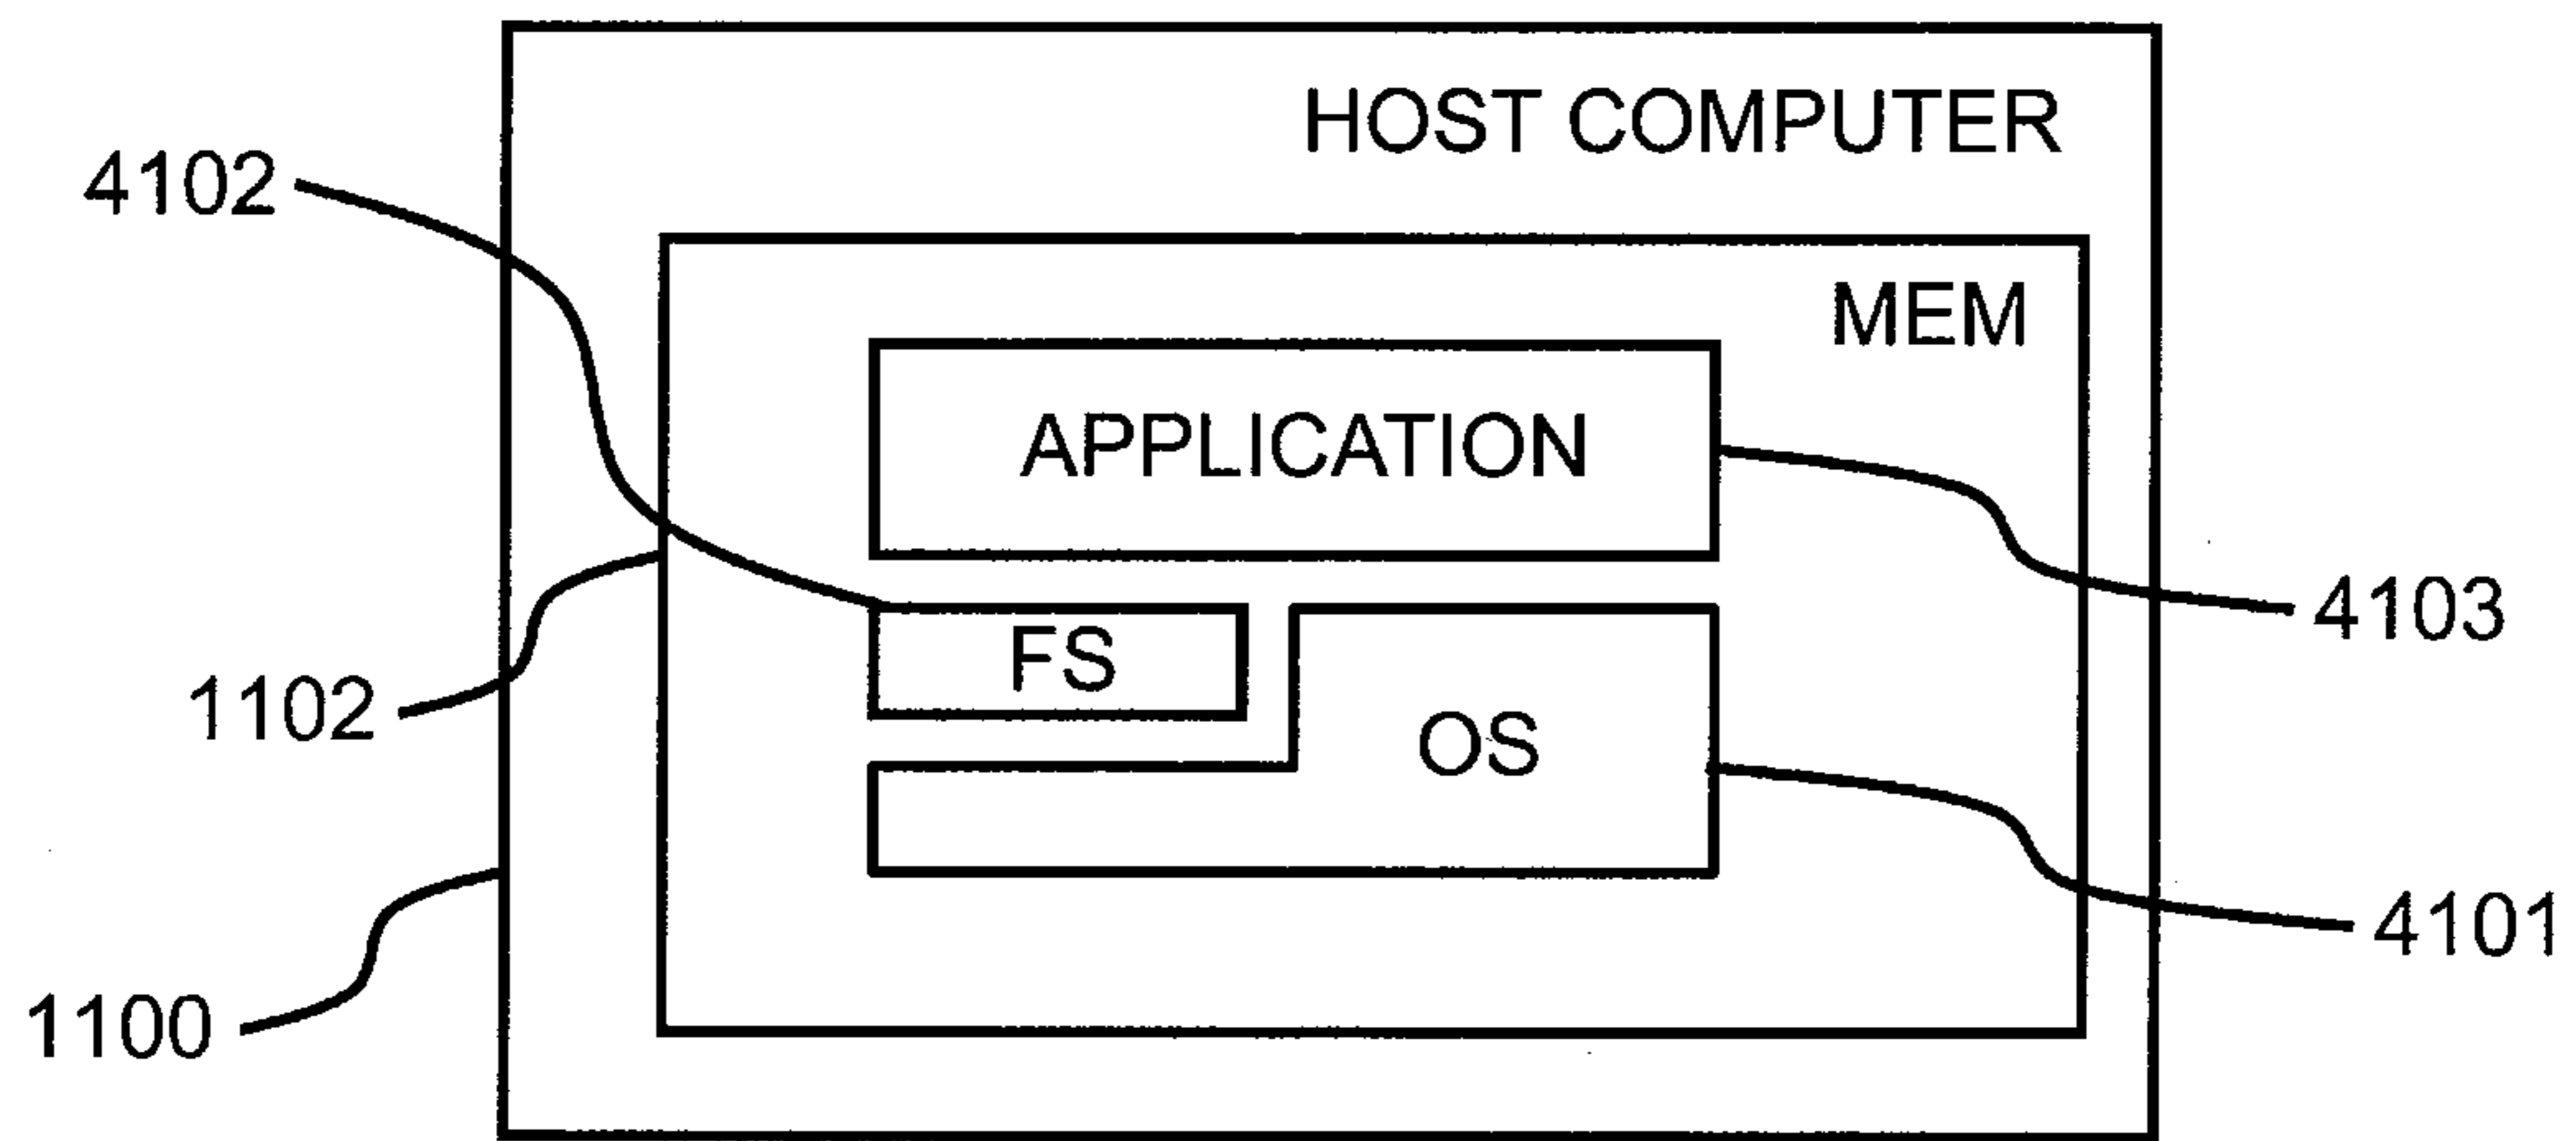 HOST COMPUTER
4102
MEM
APPLICATION
4103
FS
1102
OS
4101
1100